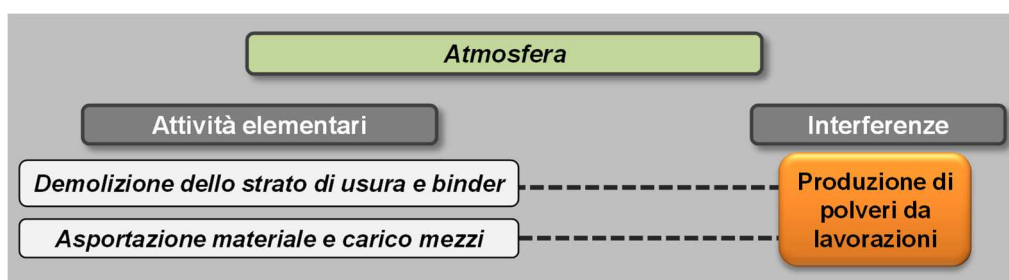 Atmosfera
Attività elementari
Interferenze
Demolizione dello strato di usura e binder
Asportazione materiale e carico mezzi
Produzione di
polveri da
lavorazioni